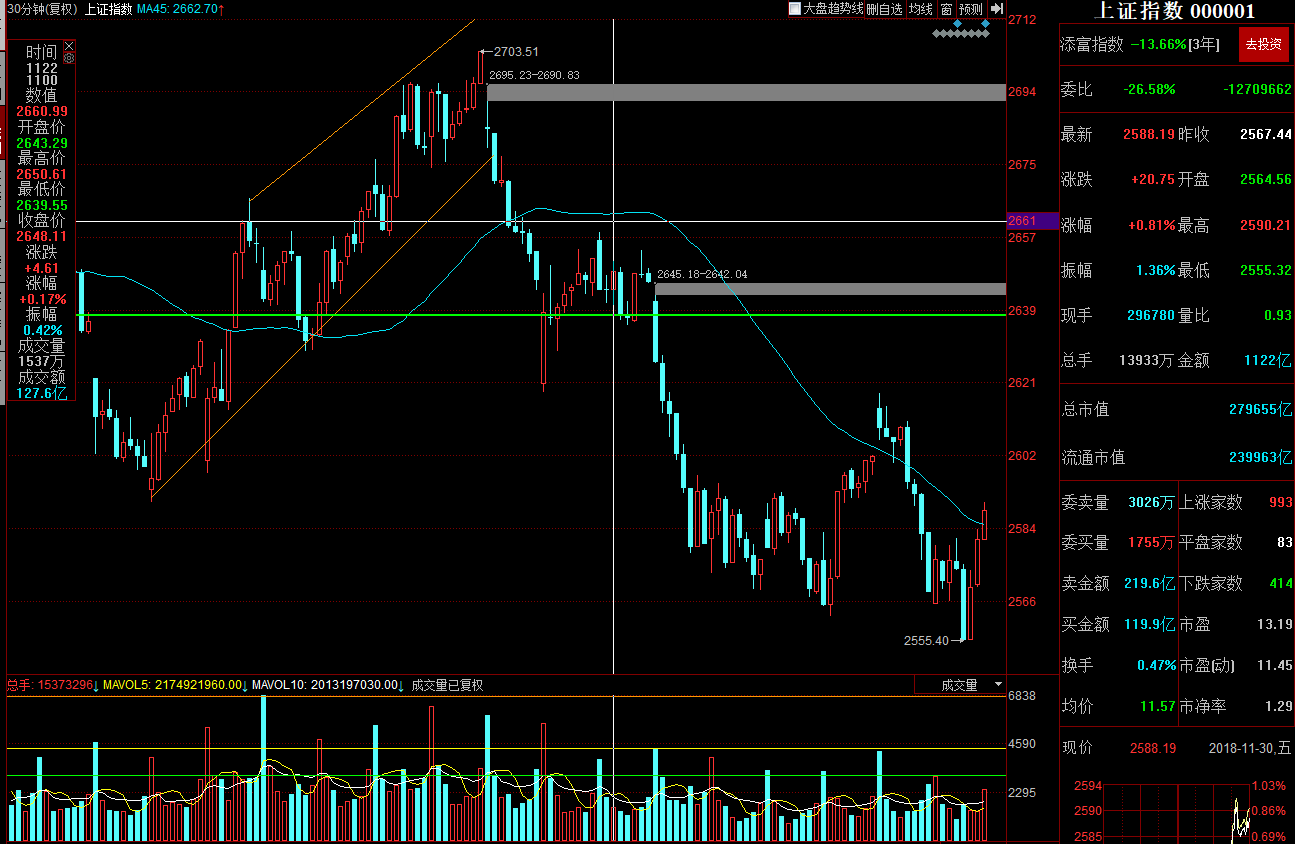 30分钟(复权) 上证指数 MA45: 2662.70↑
大盘趋势线 删自选 均线 窗 预测
时间
1122
1100
数值
2660.99
开盘价
2643.29
最高价
2650.61
最低价
2639.55
收盘价
2648.11
涨跌
+4.61
涨幅
+0.17%
振幅
0.42%
成交量
1537万
成交额
127.6亿
2703.51
2695.23-2690.83
2645.18-2642.04
2555.40
2712
2694
2675
2661
2657
2639
2621
2602
2584
2566
总手: 15373296↓ MAVOL5: 2174921960.00↓ MAVOL10: 2013197030.00↓ 成交量已复权
成交量
6838
4590
2295
上证指数 000001
添富指数 -13.66%[3年] 去投资
委比 -26.58% -12709662
最新 2588.19 昨收 2567.44
涨跌 +20.75 开盘 2564.56
涨幅 +0.81% 最高 2590.21
振幅 1.36% 最低 2555.32
现手 296780 量比 0.93
总手 13933万 金额 1122亿
总市值 279655亿
流通市值 239963亿
委卖量 3026万 上涨家数 993
委买量 1755万 平盘家数 83
卖金额 219.6亿 下跌家数 414
买金额 119.9亿 市盈 13.19
换手 0.47% 市盈(动) 11.45
均价 11.57 市净率 1.29
现价 2588.19 2018-11-30,五
2594 1.03%
2590 0.86%
2585 0.69%